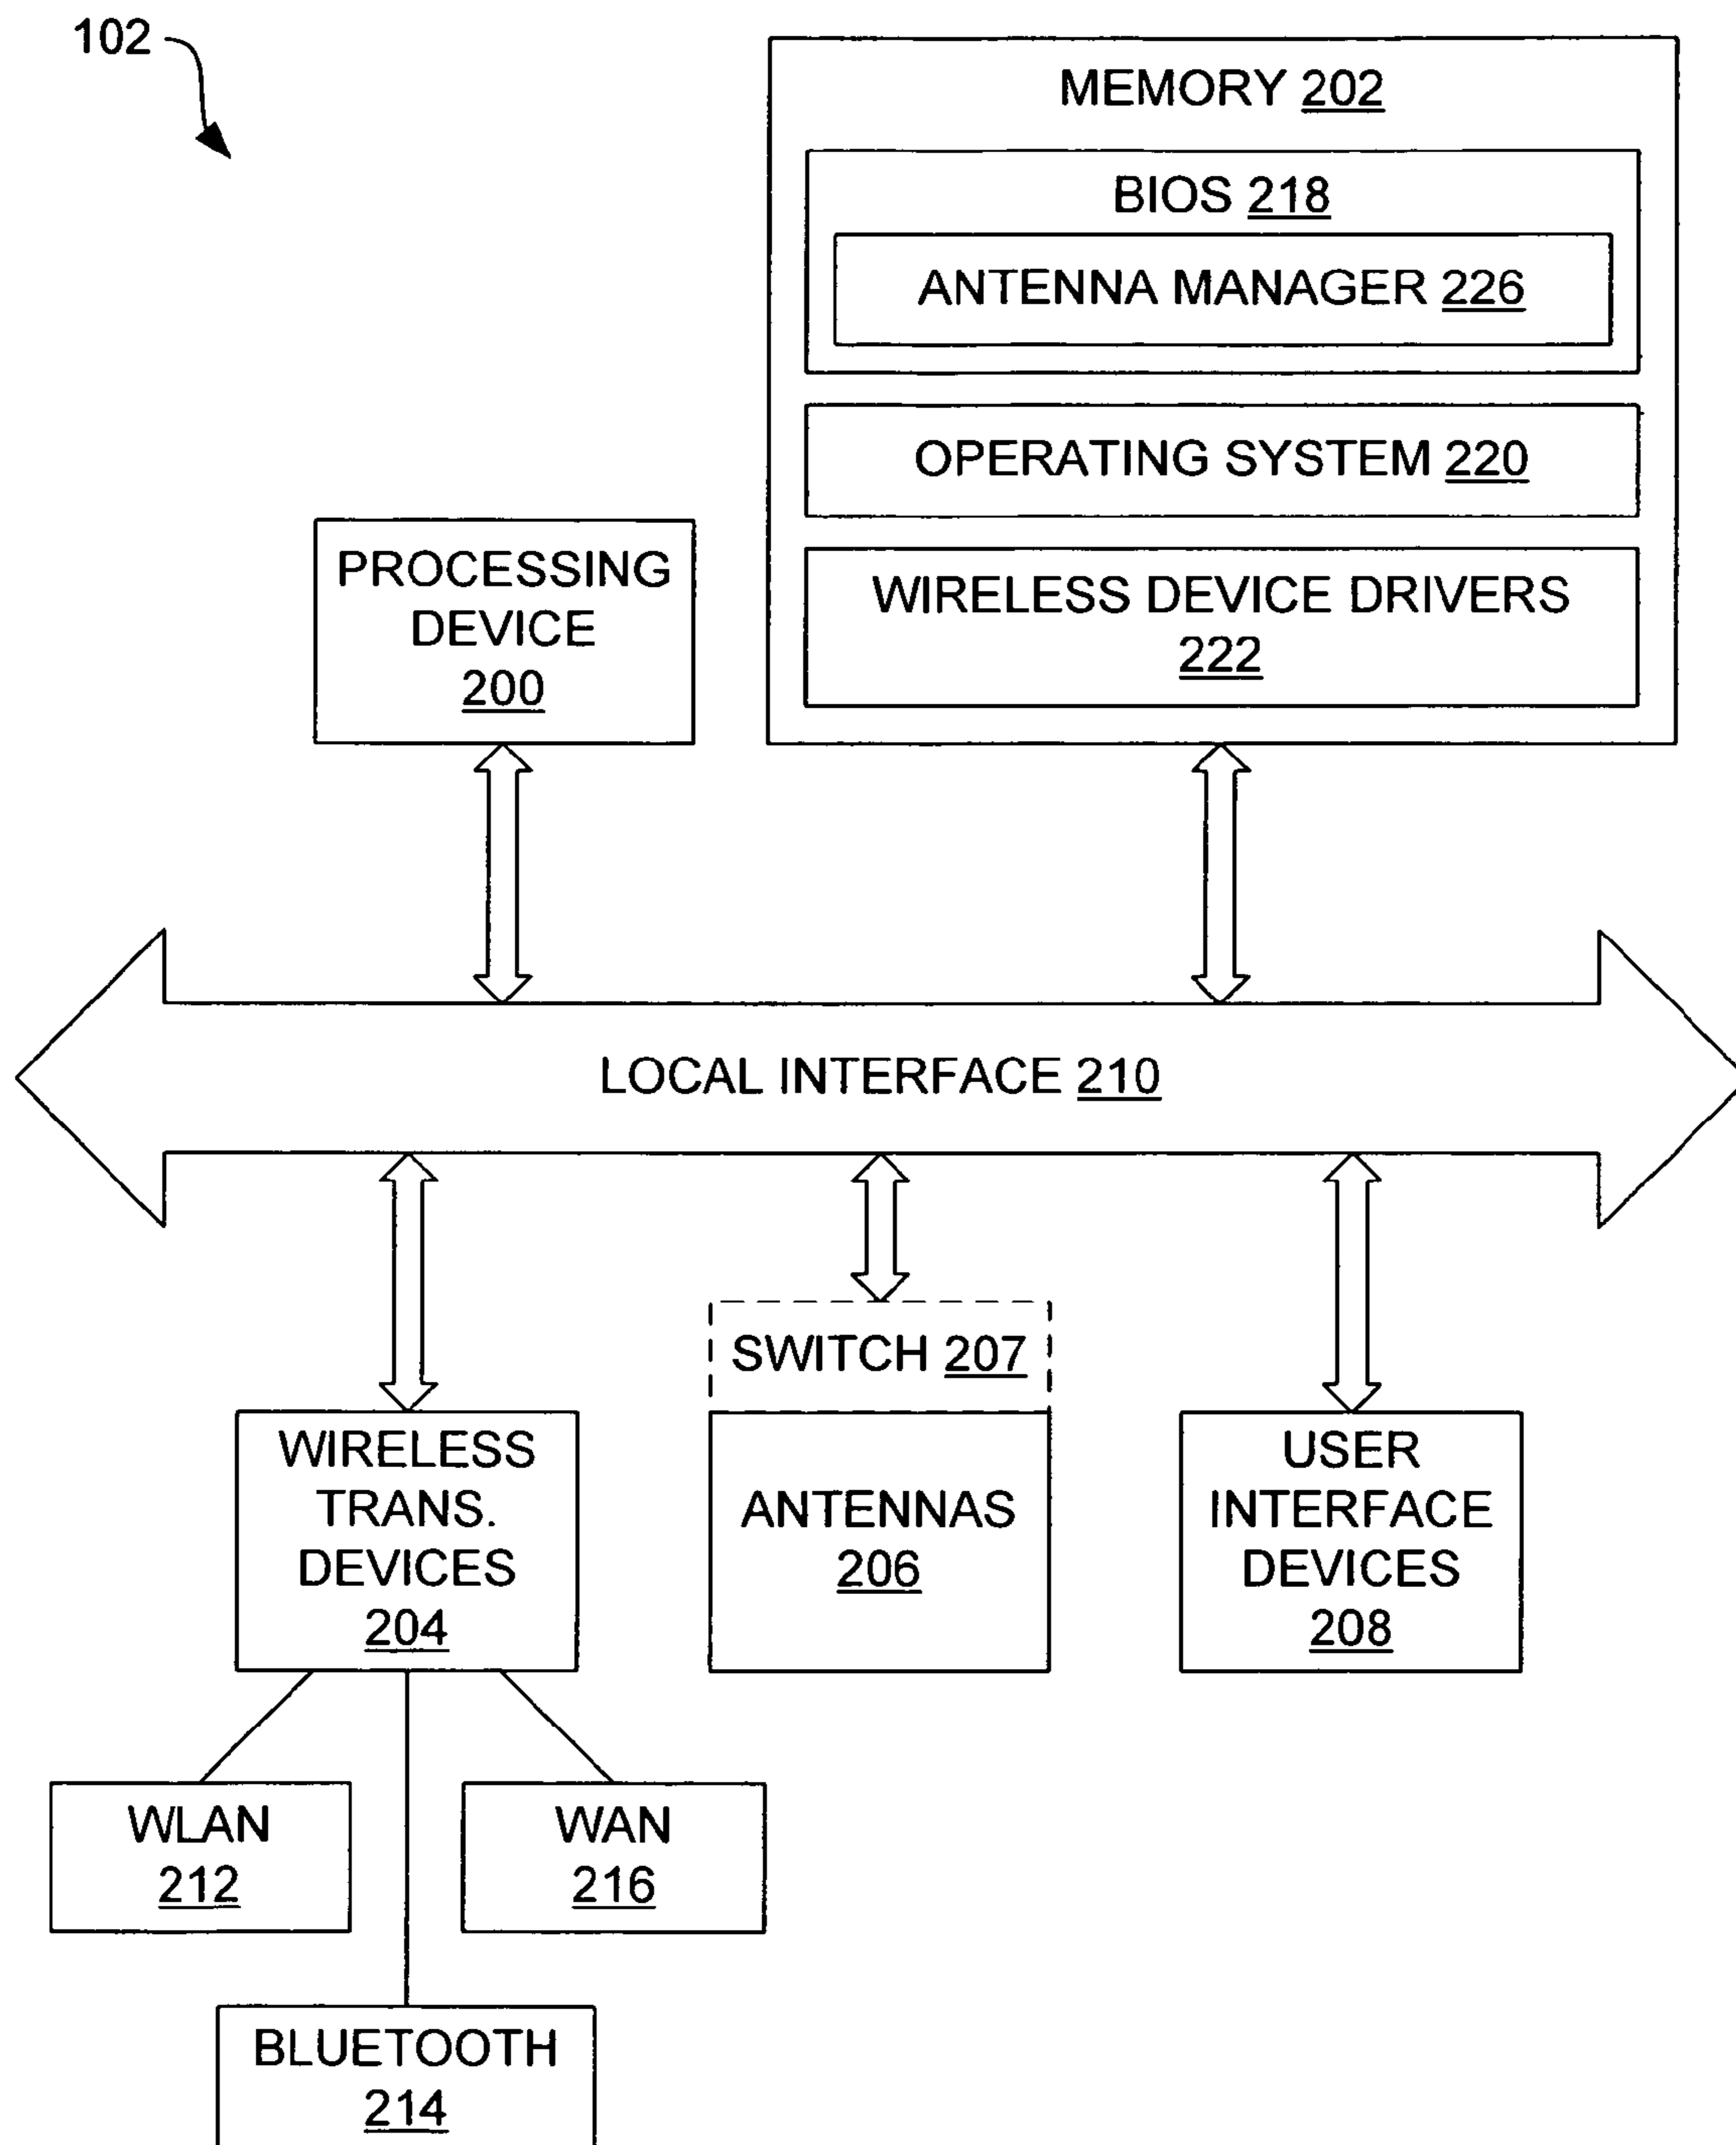 102
MEMORY 202
BIOS 218
ANTENNA MANAGER 226
OPERATING SYSTEM 220
WIRELESS DEVICE DRIVERS
222
PROCESSING
DEVICE
200
LOCAL INTERFACE 210
SWITCH 207
WIRELESS
TRANS.
DEVICES
204
ANTENNAS
206
USER
INTERFACE
DEVICES
208
WLAN
212
WAN
216
BLUETOOTH
214